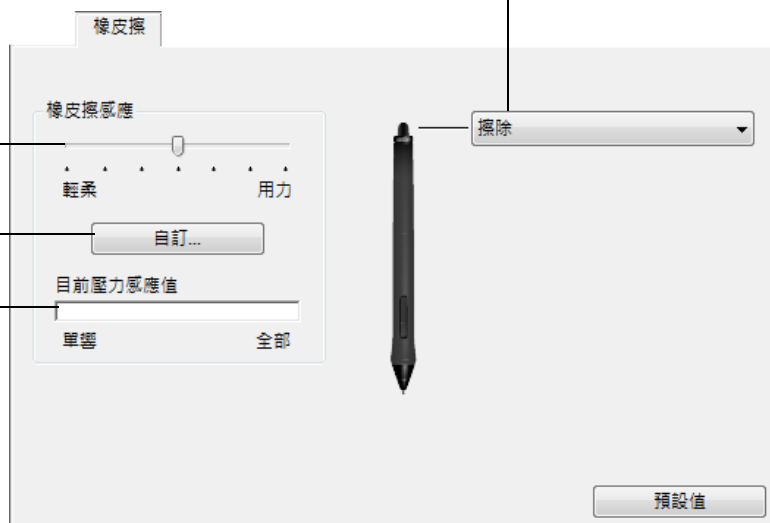 橡皮擦
橡皮擦感應
擦除
輕柔 用力
自訂...
目前壓力感應值
單響 全部
預設值